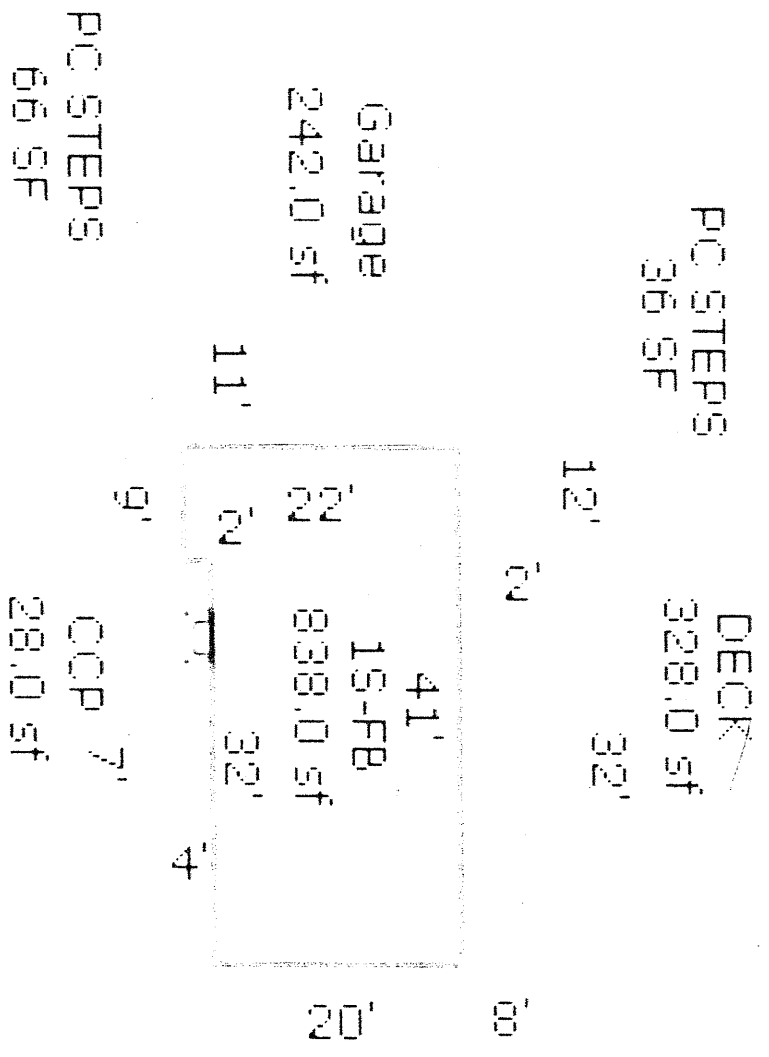 PC STEPS
36 SF
DECK
328.0 sf
12'
32'
2'
8'
41'
Garage
242.0 sf
1S-FB
838.0 sf
20'
22'
11'
2'
32'
4'
9'
7'
PC STEPS
66 SF
CCP
28.0 sf